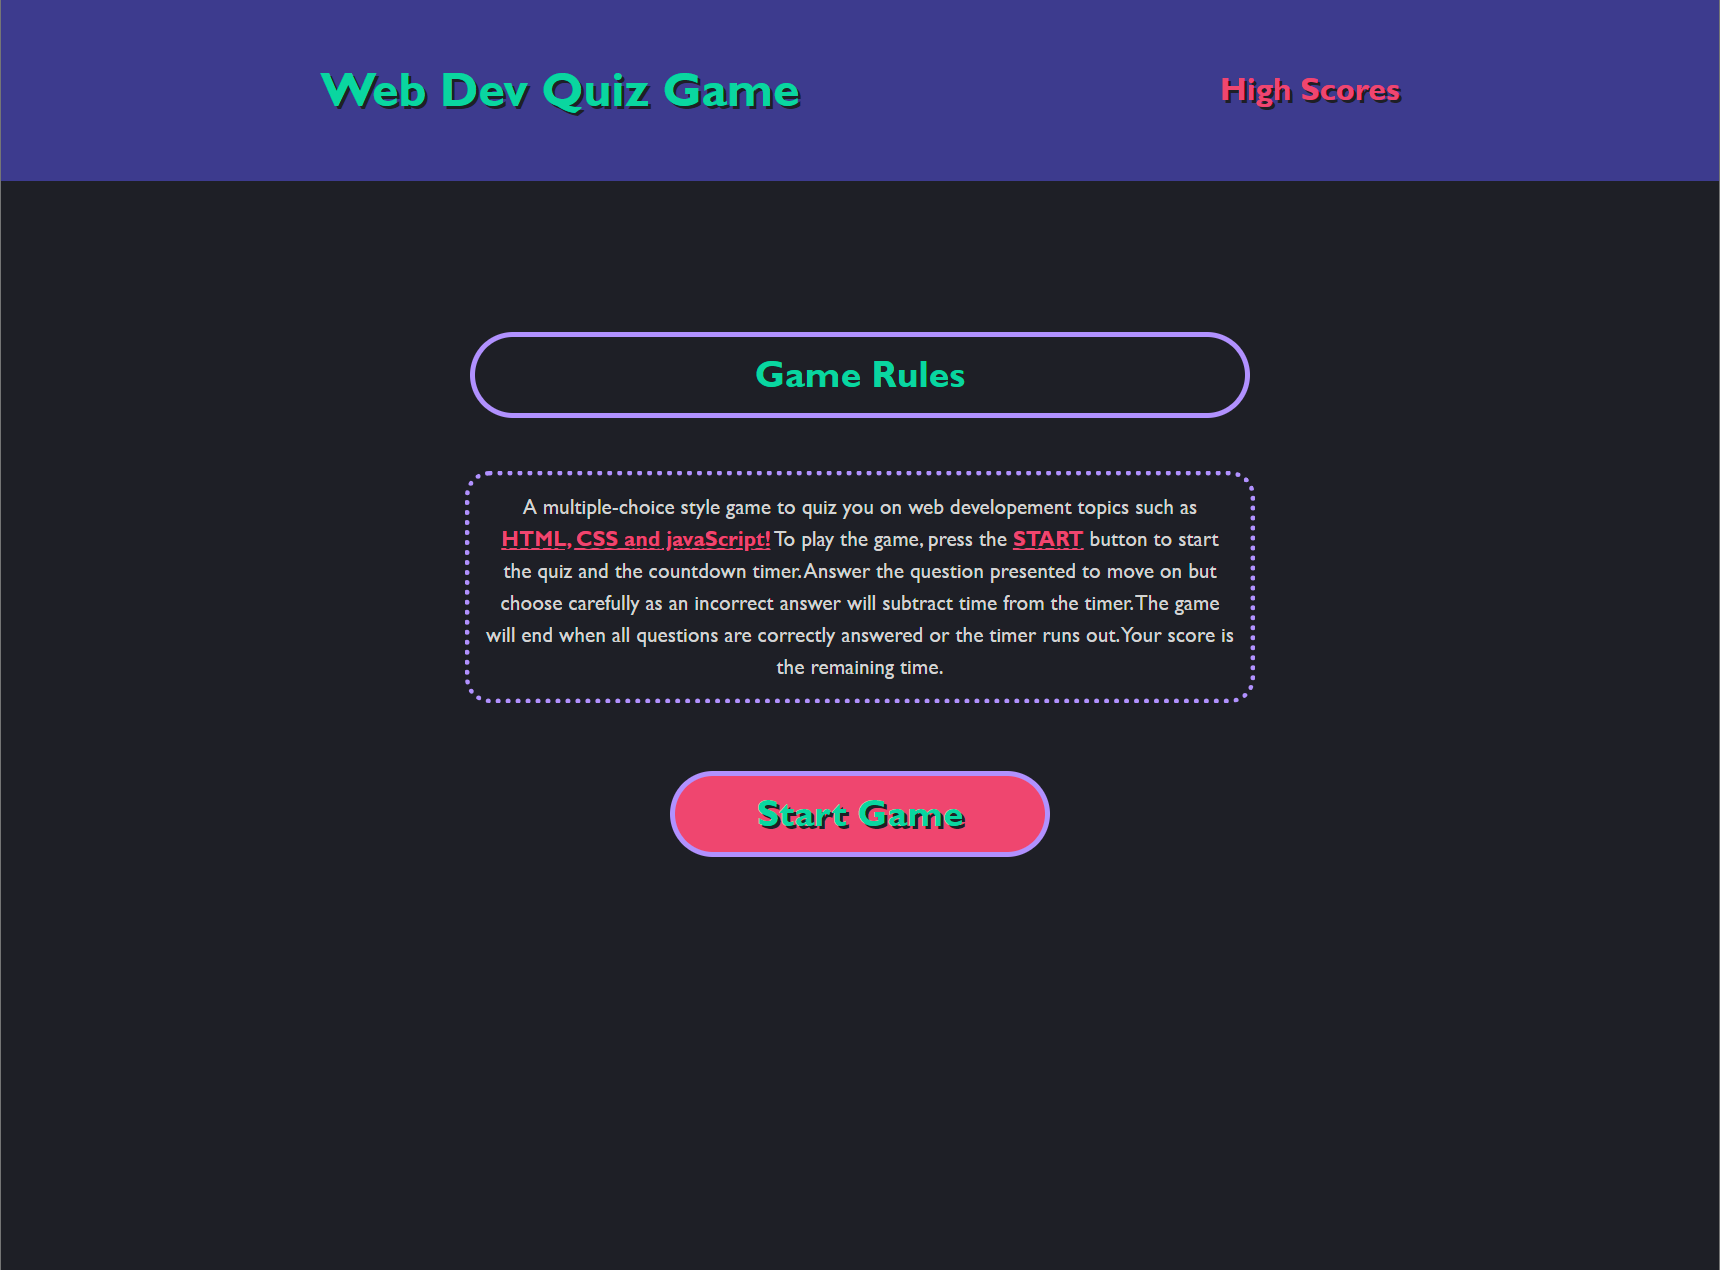 Web Dev Quiz Game
High Scores
Game Rules
A multiple-choice style game to quiz you on web developement topics such as
HTML, CSS and javaScript! To play the game, press the START button to start
the quiz and the countdown timer. Answer the question presented to move on but
choose carefully as an incorrect answer will subtract time from the timer. The game
will end when all questions are correctly answered or the timer runs out. Your score is
the remaining time.
Start Game